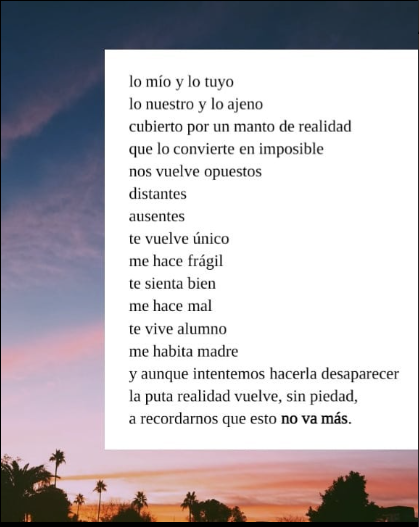 lo mío y lo tuyo
lo nuestro y lo ajeno
cubierto por un manto de realidad
que lo convierte en imposible
nos vuelve opuestos
distantes
ausentes
te vuelve único
me hace frágil
te sienta bien
me hace mal
te vive alumno
me habita madre
y aunque intentemos hacerla desaparecer
la puta realidad vuelve, sin piedad,
a recordarnos que esto no va más.